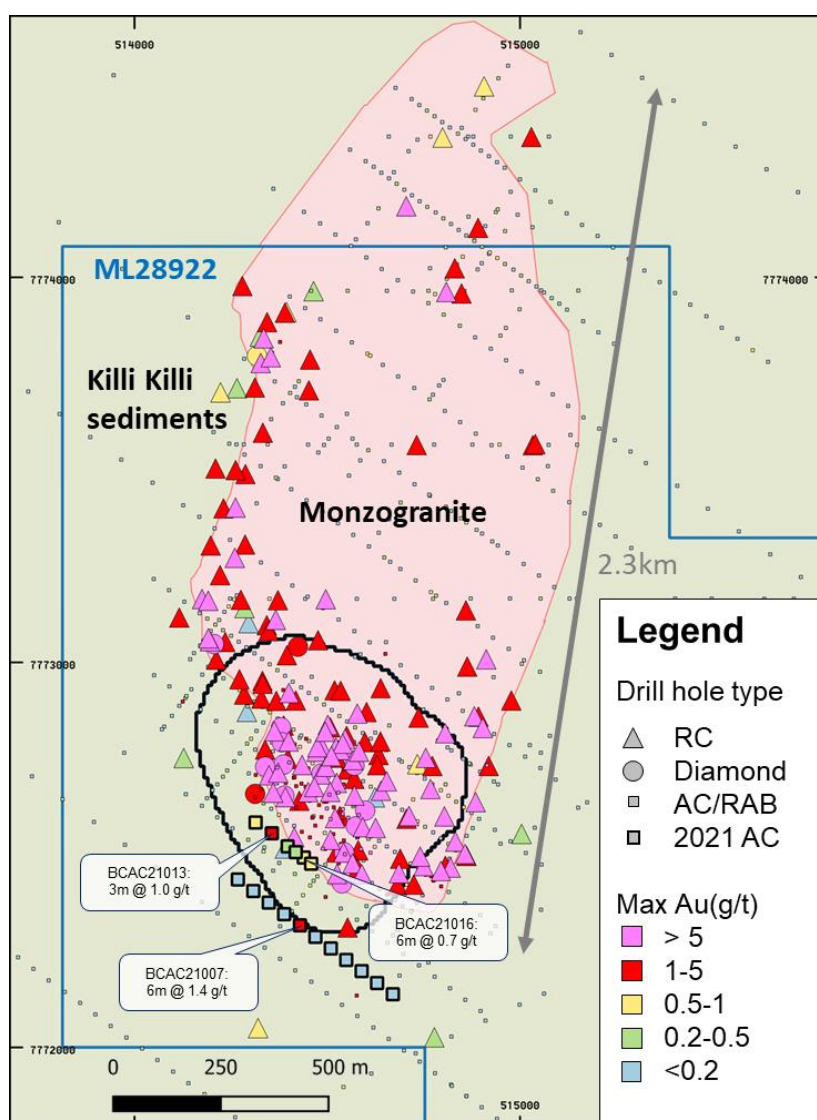 514000
515000
ML28922
7774000
7774000
Killi Killi
sediments
Monzogranite
2.3km
7773000
BCAC21013:
3m @ 1.0 g/t
BCAC21016:
6m @ 0.7 g/t
BCAC21007:
6m @ 1.4 g/t
7772000
0
250
500 m
515000
Legend
Drill hole type
RC
Diamond
AC/RAB
2021 AC
Max Au(g/t)
> 5
1-5
0.5-1
0.2-0.5
<0.2